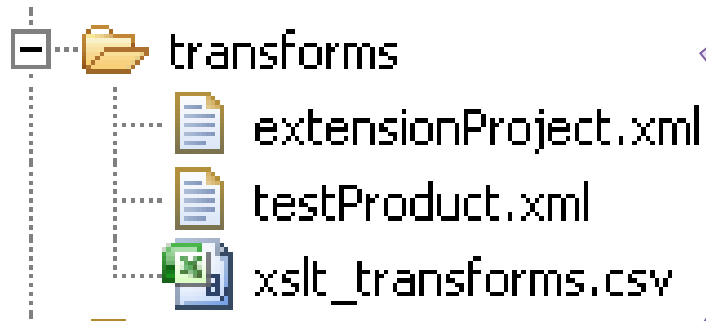 transforms
extensionProject.xml
testProduct.xml
xslt_transforms.csv